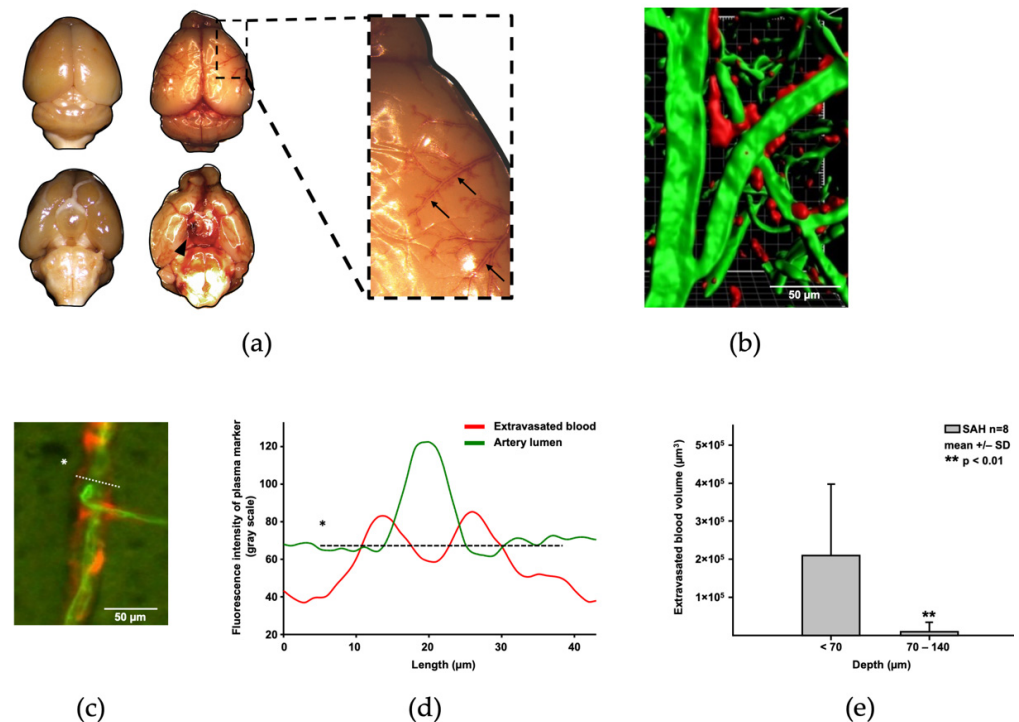 (a)
50 µm
(b)
*
50 µm
(c)
Fluorescence intensity of plasma marker
(gray scale)
120
100
80
60
40
20
Extravasated blood
Artery lumen
*
0
10
20
30
40
Length (µm)
(d)
Extravasated blood volume (µm³)
5×10⁵
4×10⁵
3×10⁵
2×10⁵
1×10⁵
SAH n=8
mean +/– SD
** p < 0.01
**
< 70
70 – 140
Depth (µm)
(e)